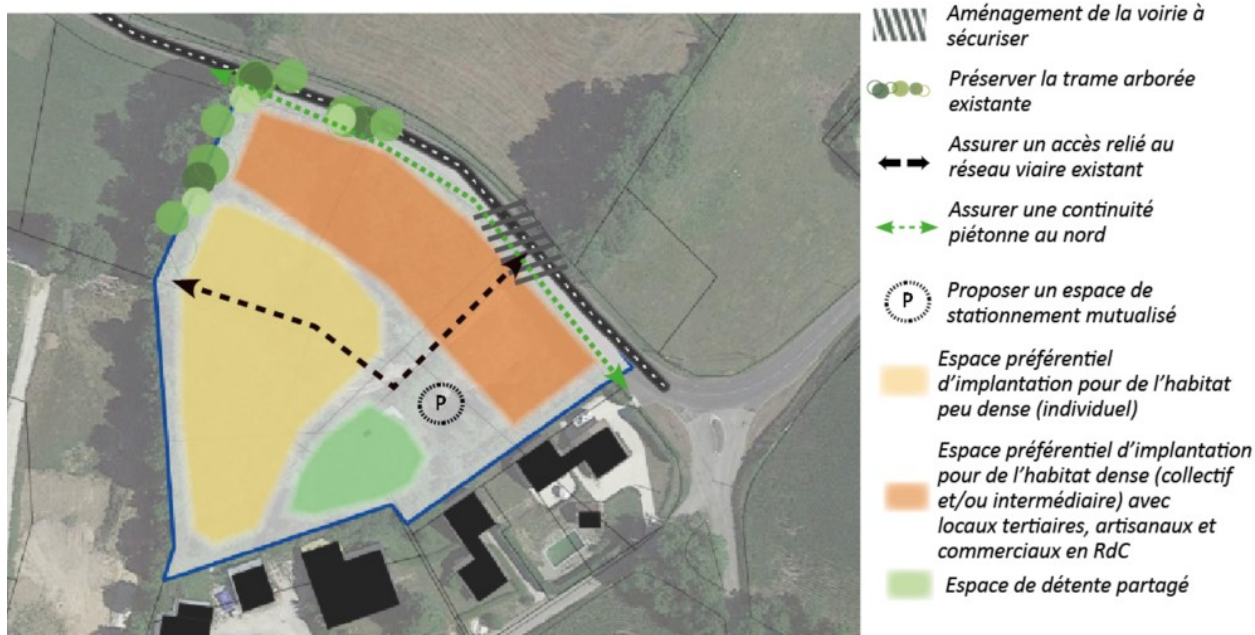 Aménagement de la voirie à
sécuriser
Préserver la trame arborée
existante
Assurer un accès relié au
réseau viaire existant
Assurer une continuité
piétonne au nord
P
Proposer un espace de
stationnement mutualisé
Espace préférentiel
d'implantation pour de l'habitat
peu dense (individuel)
Espace préférentiel d'implantation
pour de l'habitat dense (collectif
et/ou intermédiaire) avec
locaux tertiaires, artisanaux et
commerciaux en RdC
Espace de détente partagé
P